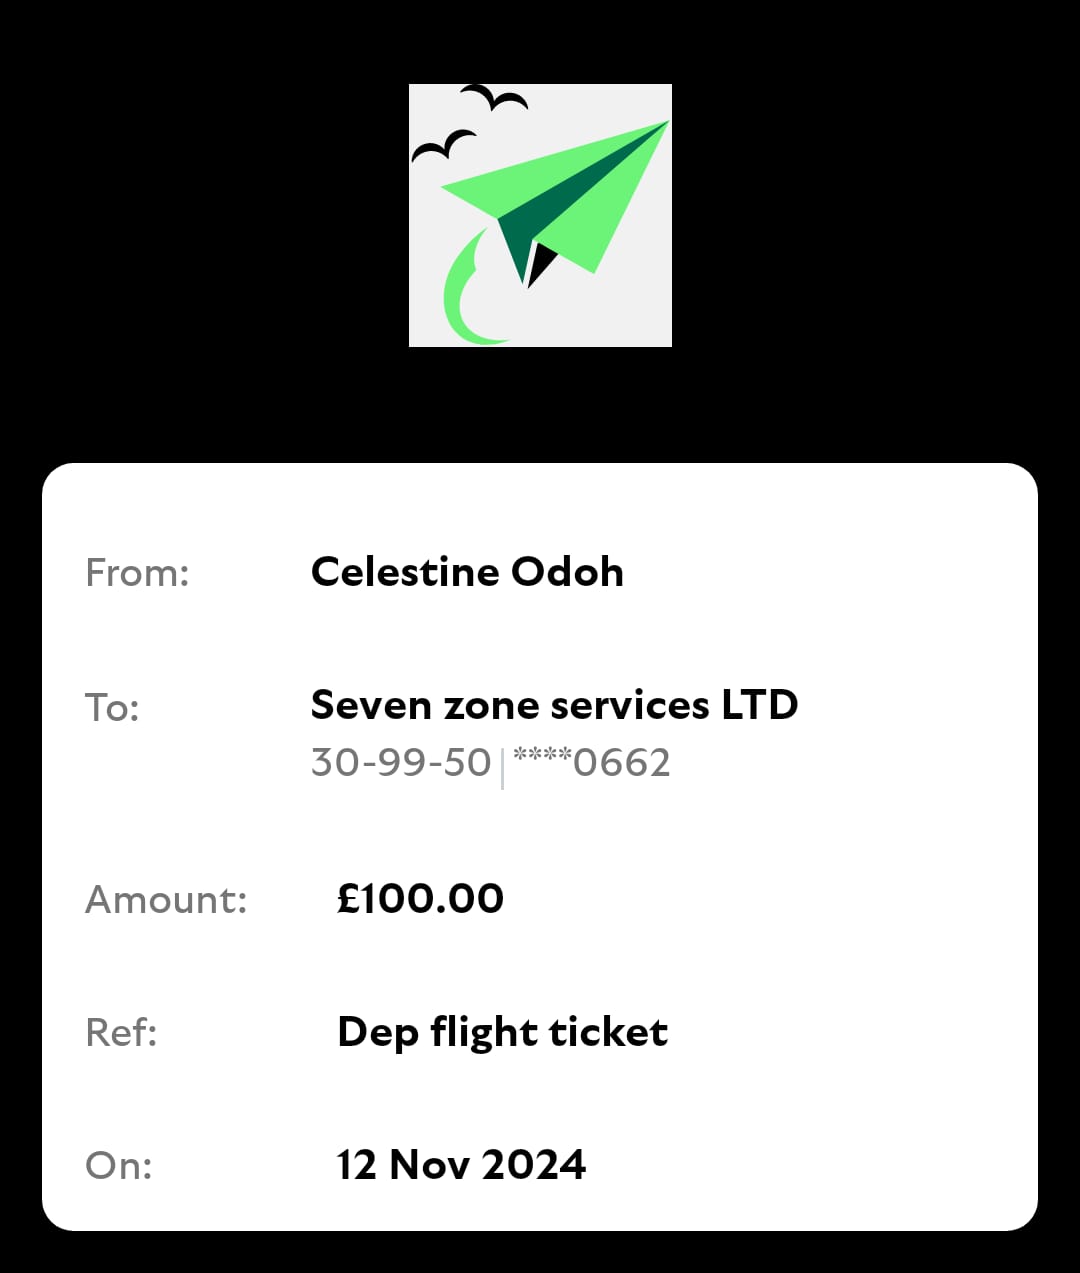 From: Celestine Odoh
To: Seven zone services LTD
30-99-50 | ****0662
Amount: £100.00
Ref: Dep flight ticket
On: 12 Nov 2024